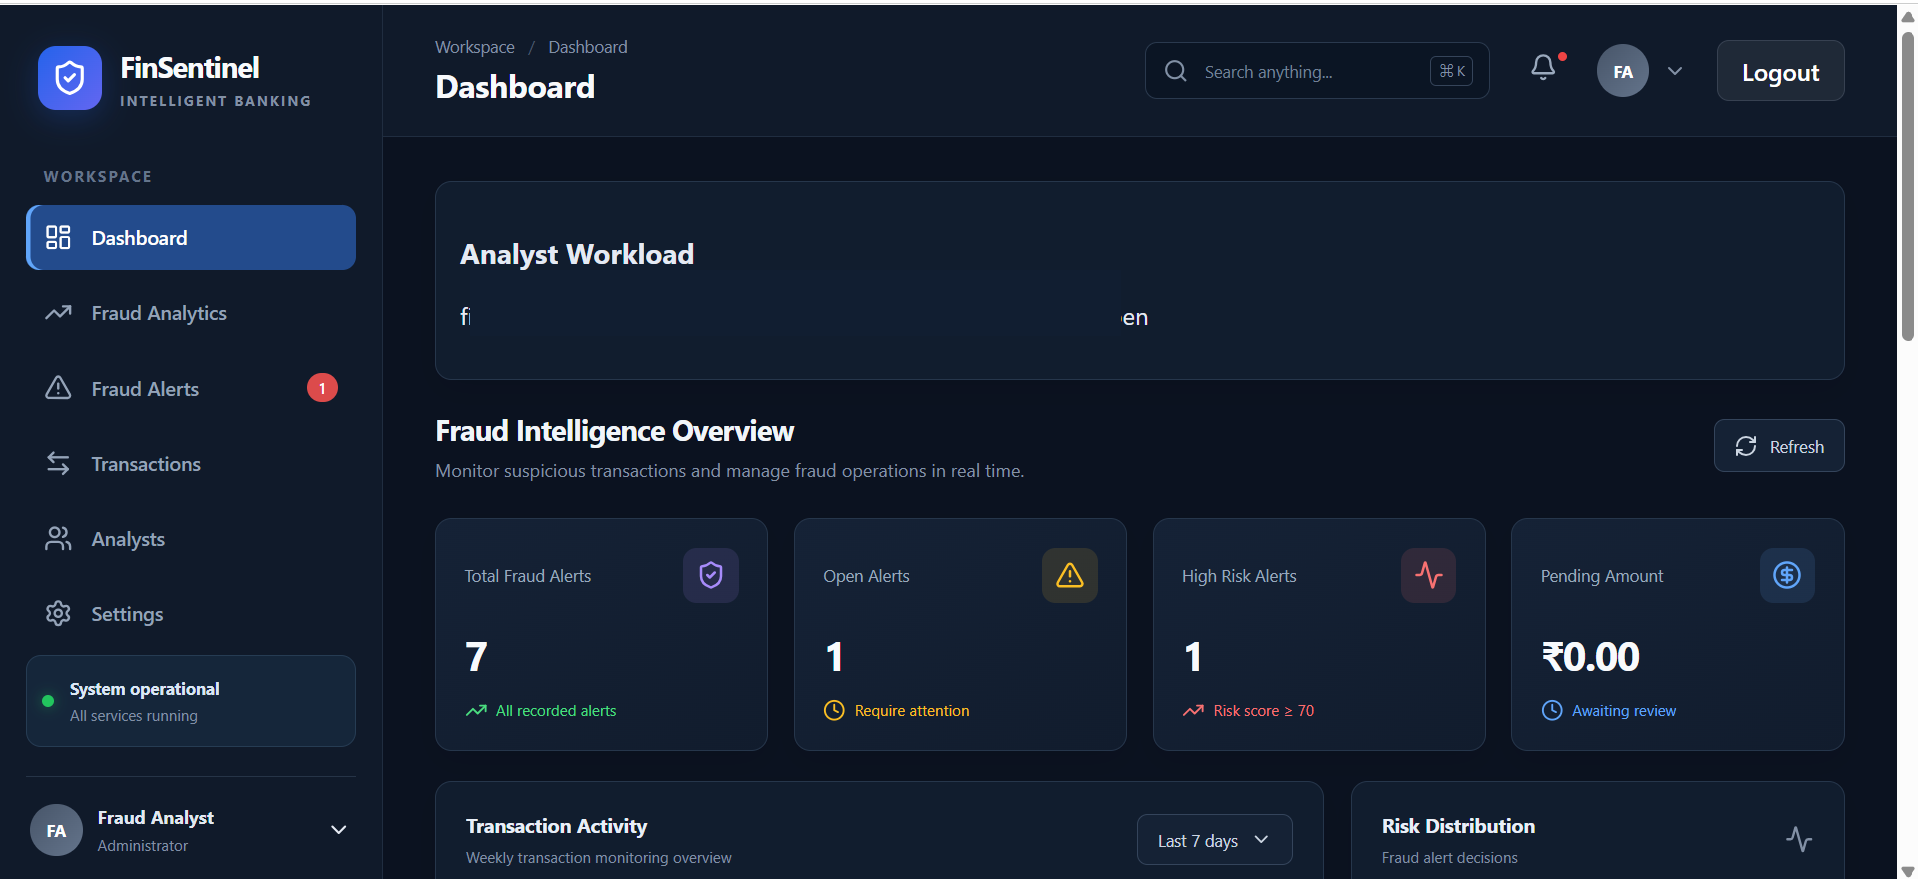 FinSentinel
INTELLIGENT BANKING
WORKSPACE
Dashboard
Fraud Analytics
Fraud Alerts
1
Transactions
Analysts
Settings
System operational
All services running
FA
Fraud Analyst
Administrator
Workspace / Dashboard
Dashboard
Search anything...
⌘ K
FA
Logout
Analyst Workload
Fraud Intelligence Overview
Monitor suspicious transactions and manage fraud operations in real time.
Refresh
Total Fraud Alerts
7
All recorded alerts
Open Alerts
1
Require attention
High Risk Alerts
1
Risk score ≥ 70
Pending Amount
₹0.00
Awaiting review
Transaction Activity
Weekly transaction monitoring overview
Last 7 days
Risk Distribution
Fraud alert decisions